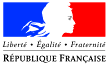 Liberté • Égalité • Fraternité
RÉPUBLIQUE FRANÇAISE